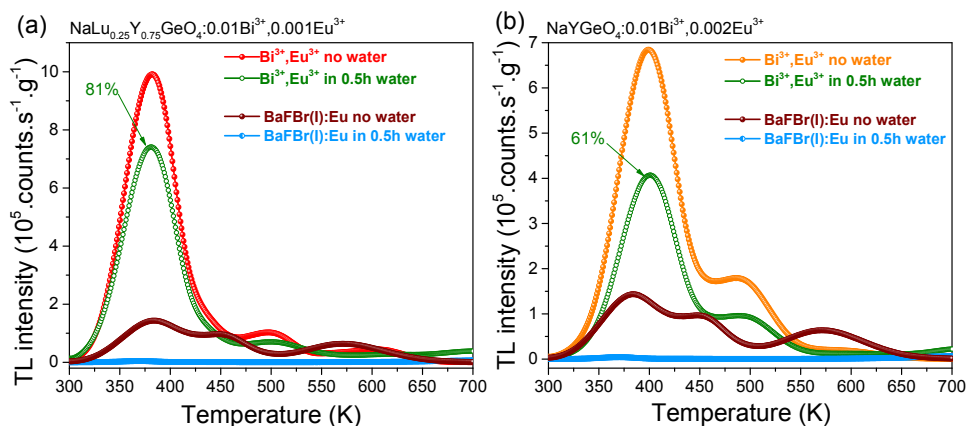 (a)
NaLu₀.₂₅Y₀.₇₅GeO₄:0.01Bi³⁺,0.001Eu³⁺
Bi³⁺,Eu³⁺ no water
Bi³⁺,Eu³⁺ in 0.5h water
BaFBr(I):Eu no water
BaFBr(I):Eu in 0.5h water
81%
TL intensity (10⁵.counts.s⁻¹.g⁻¹)
10
8
6
4
2
0
300 350 400 450 500 550 600 650 700
Temperature (K)
(b)
NaYGeO₄:0.01Bi³⁺,0.002Eu³⁺
Bi³⁺,Eu³⁺ no water
Bi³⁺,Eu³⁺ in 0.5h water
BaFBr(I):Eu no water
BaFBr(I):Eu in 0.5h water
61%
TL intensity (10⁵.counts.s⁻¹.g⁻¹)
7
6
5
4
3
2
1
0
300 350 400 450 500 550 600 650 700
Temperature (K)